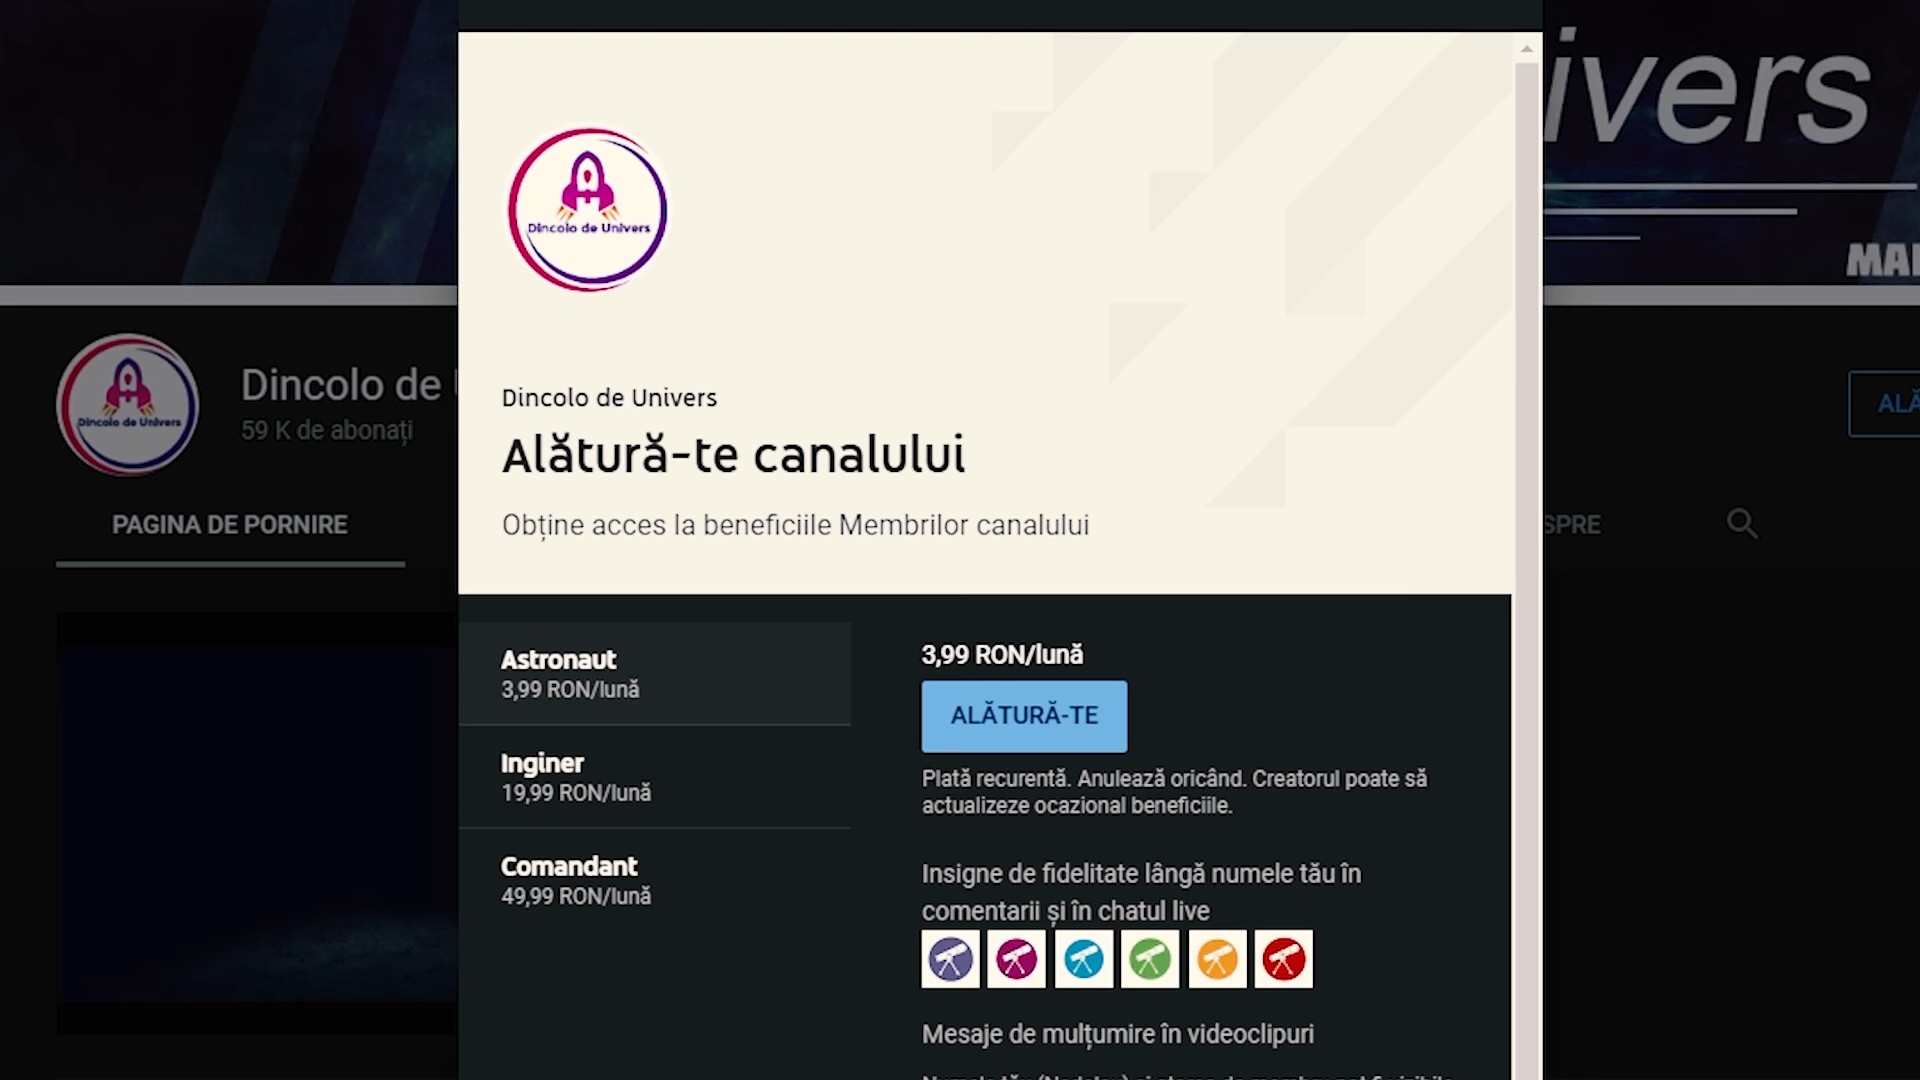 ivers
MAI
Dincolo de Univers
Dincolo de Univers
Alătură-te canalului
Obține acces la beneficiile Membrilor canalului
Dincolo de Univers
Dincolo de
59 K de abonați
ALĂ
PAGINA DE PORNIRE
SPRE
Astronaut
3,99 RON/lună
Inginer
19,99 RON/lună
Comandant
49,99 RON/lună
3,99 RON/lună
ALĂTURĂ-TE
Plată recurentă. Anulează oricând. Creatorul poate să
actualizeze ocazional beneficiile.
Insigne de fidelitate lângă numele tău în
comentarii și în chatul live
Mesaje de mulțumire în videoclipuri